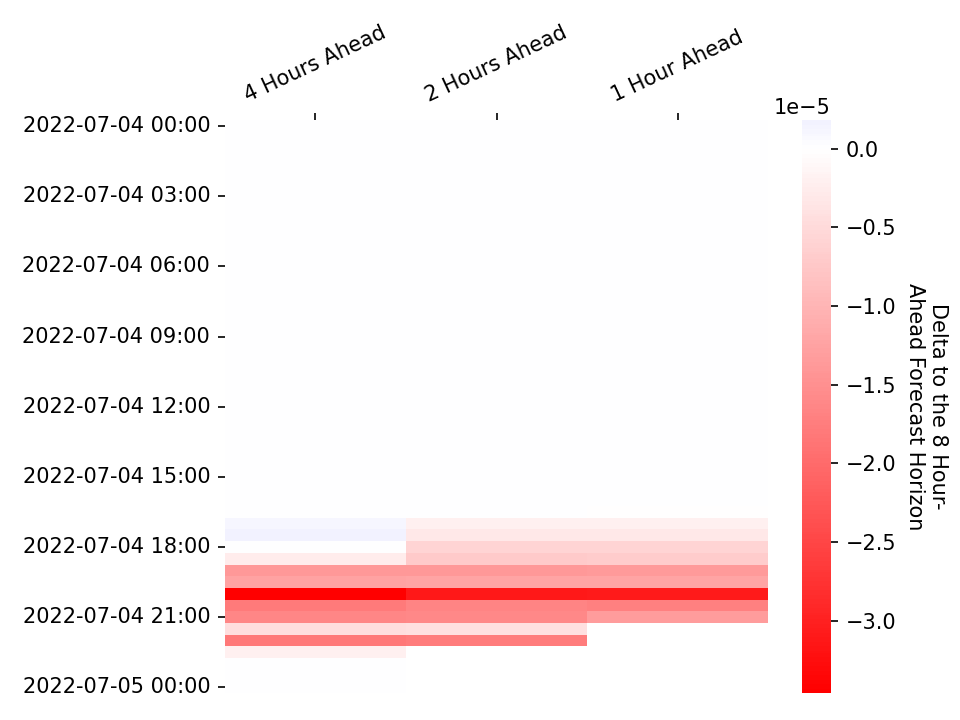 4 Hours Ahead
2 Hours Ahead
1 Hour Ahead
1e−5
2022-07-04 00:00
2022-07-04 03:00
2022-07-04 06:00
2022-07-04 09:00
2022-07-04 12:00
2022-07-04 15:00
2022-07-04 18:00
2022-07-04 21:00
2022-07-05 00:00
0.0
−0.5
−1.0
−1.5
−2.0
−2.5
−3.0
Delta to the 8 Hour-
Ahead Forecast Horizon